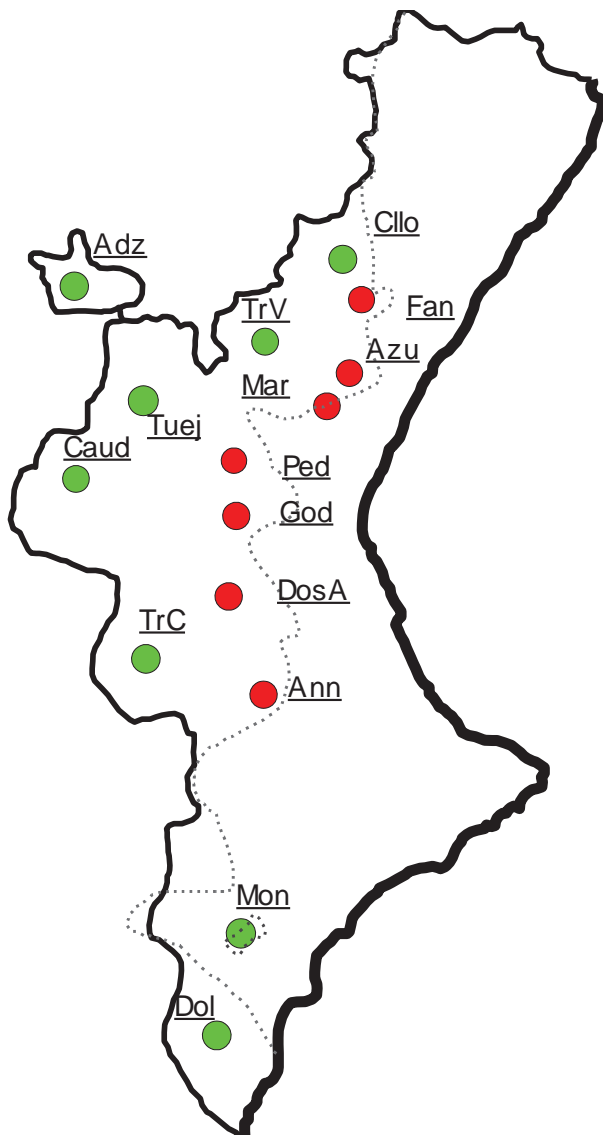 Cllo
Adz
Fan
TrV
Azu
Mar
Tuej
Caud
Ped
God
DosA
TrC
Ann
Mon
Dol